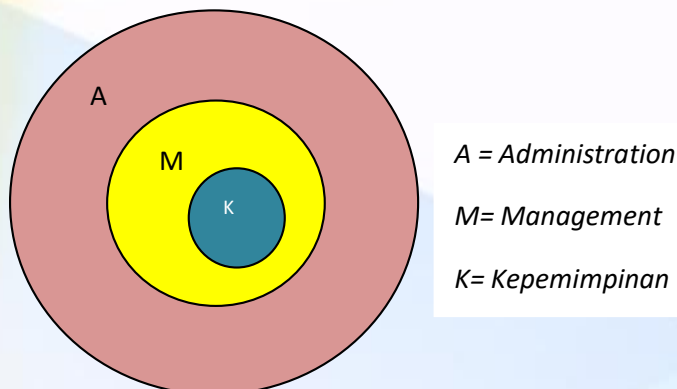 A
M
K
A = Administration
M= Management
K= Kepemimpinan